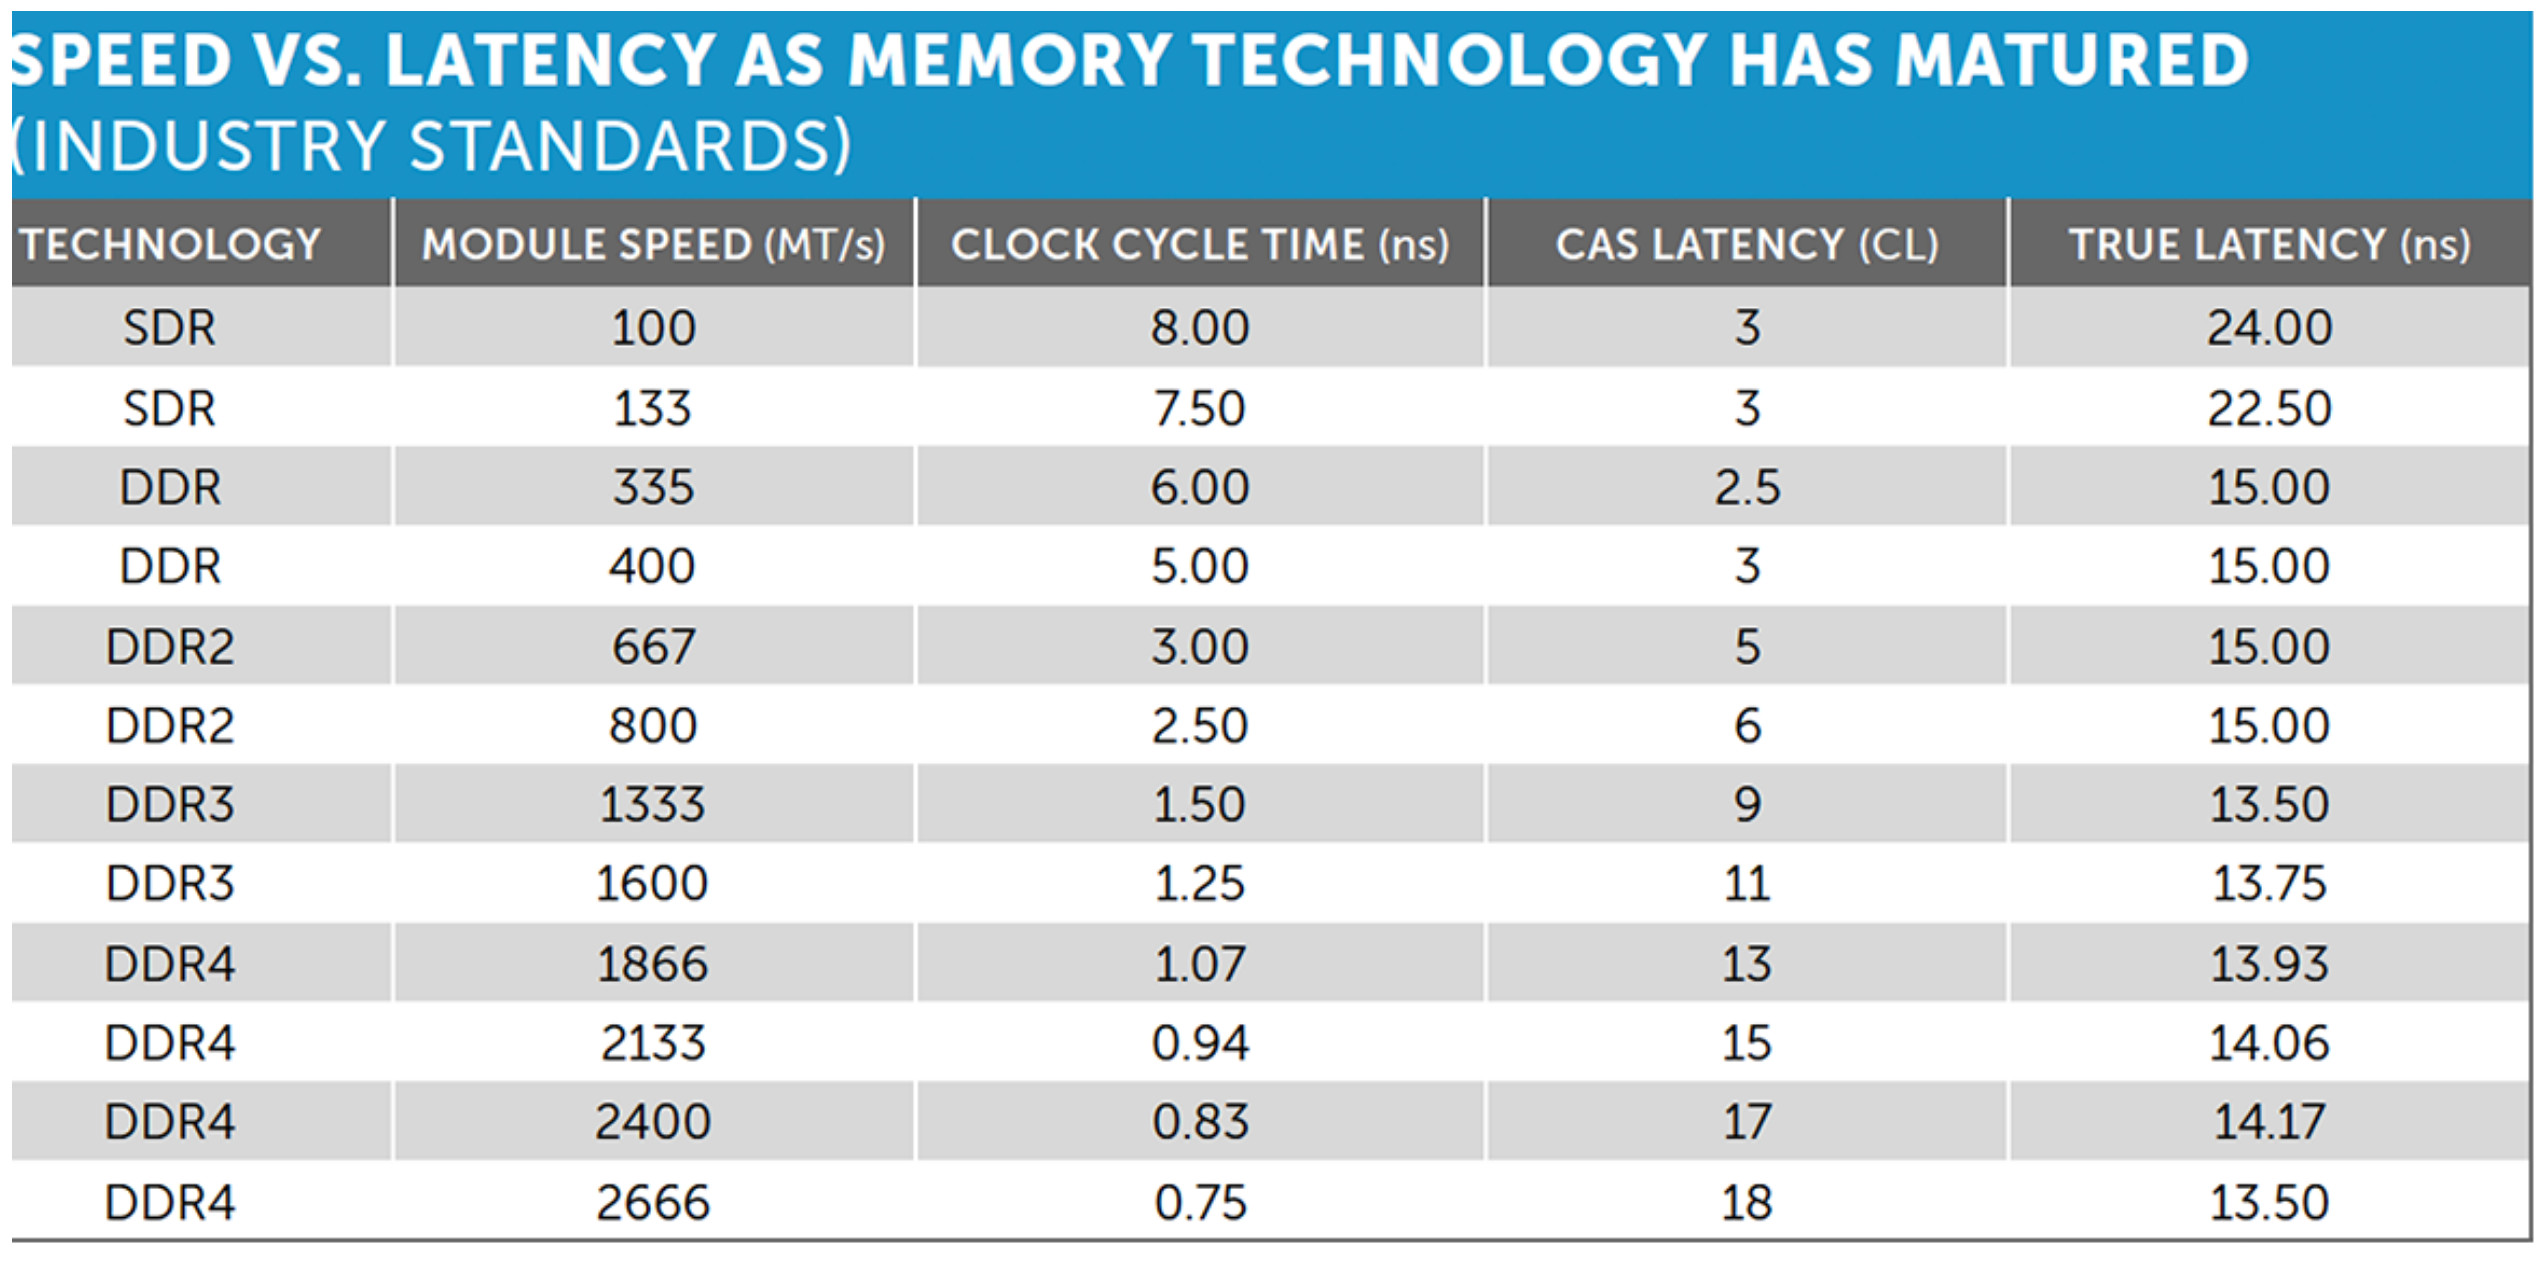 SPEED VS. LATENCY AS MEMORY TECHNOLOGY HAS MATURED
(INDUSTRY STANDARDS)
TECHNOLOGY MODULE SPEED (MT/s) CLOCK CYCLE TIME (ns) CAS LATENCY (CL) TRUE LATENCY (ns)
SDR 100 8.00 3 24.00
SDR 133 7.50 3 22.50
DDR 335 6.00 2.5 15.00
DDR 400 5.00 3 15.00
DDR2 667 3.00 5 15.00
DDR2 800 2.50 6 15.00
DDR3 1333 1.50 9 13.50
DDR3 1600 1.25 11 13.75
DDR4 1866 1.07 13 13.93
DDR4 2133 0.94 15 14.06
DDR4 2400 0.83 17 14.17
DDR4 2666 0.75 18 13.50